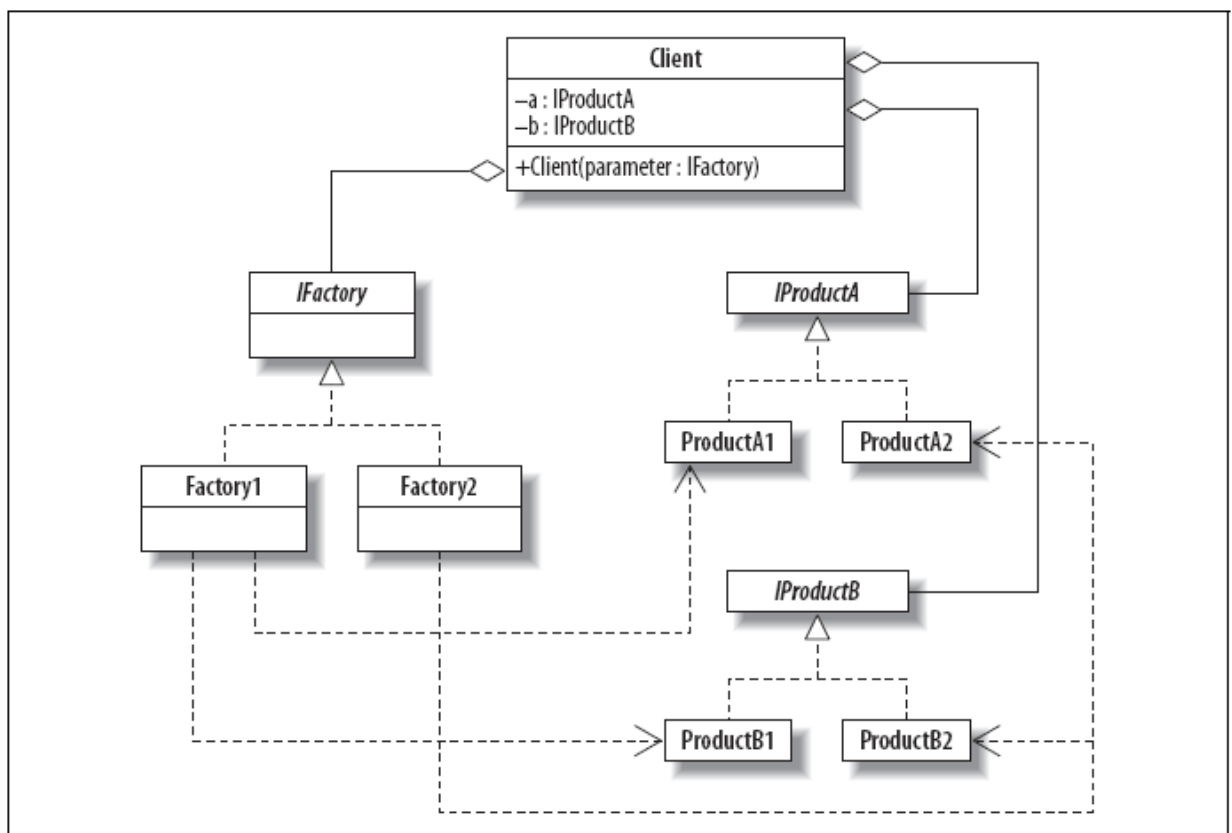 Client
–a : IProductA
–b : IProductB
+Client(parameter : IFactory)
IFactory
IProductA
ProductA1
ProductA2
Factory1
Factory2
IProductB
ProductB1
ProductB2